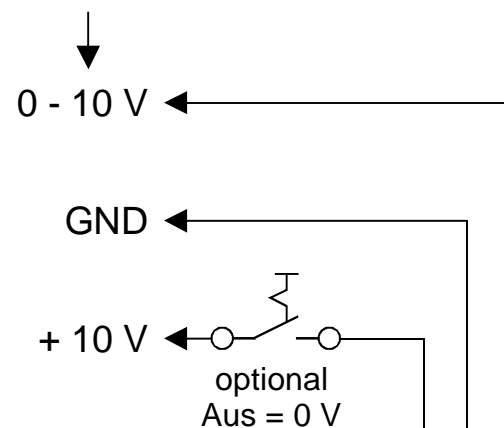 0 - 10 V
GND
+ 10 V
optional
Aus = 0 V